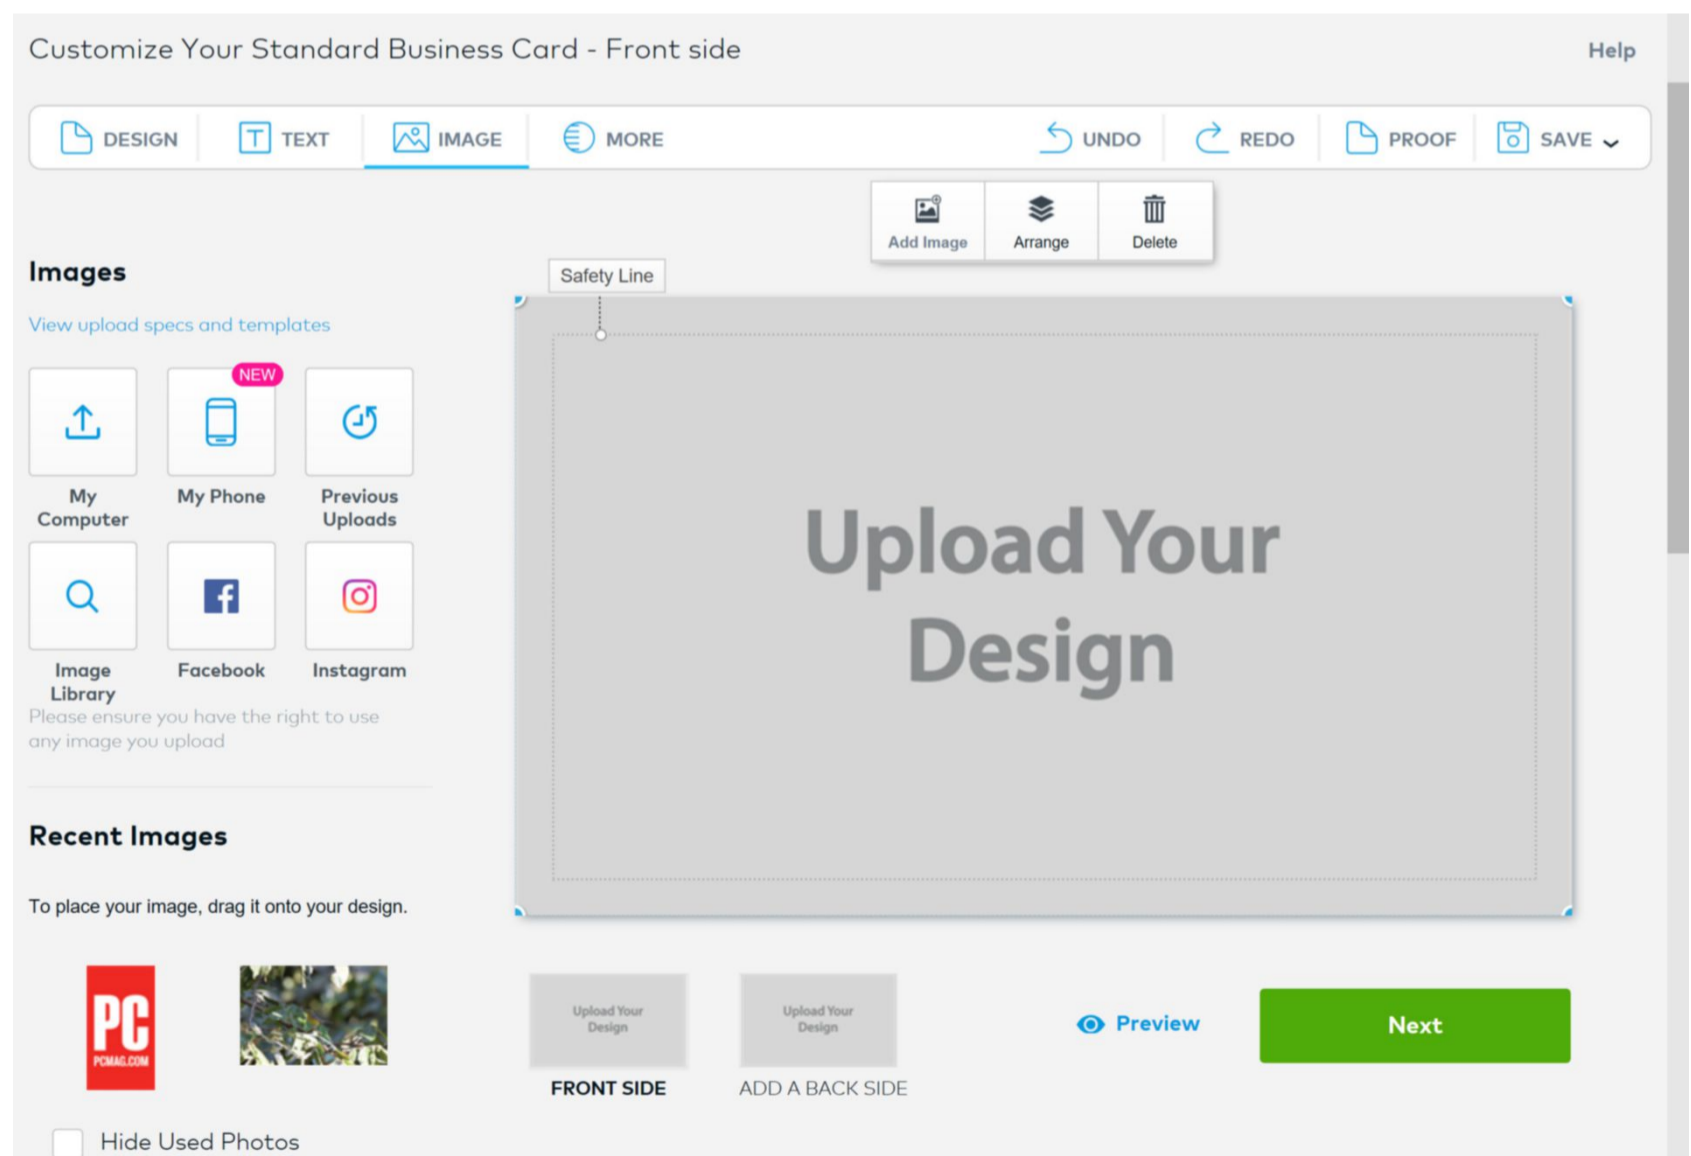 Customize Your Standard Business Card - Front side
Help
DESIGN
TEXT
IMAGE
MORE
UNDO
REDO
PROOF
SAVE
Add Image
Arrange
Delete
Images
Safety Line
View upload specs and templates
NEW
My
Computer
My Phone
Previous
Uploads
Image
Library
Facebook
Instagram
Please ensure you have the right to use
any image you upload
Upload Your
Design
Recent Images
To place your image, drag it onto your design.
PC
PCMAG.COM
Upload Your
Design
FRONT SIDE
Upload Your
Design
ADD A BACK SIDE
Preview
Next
Hide Used Photos